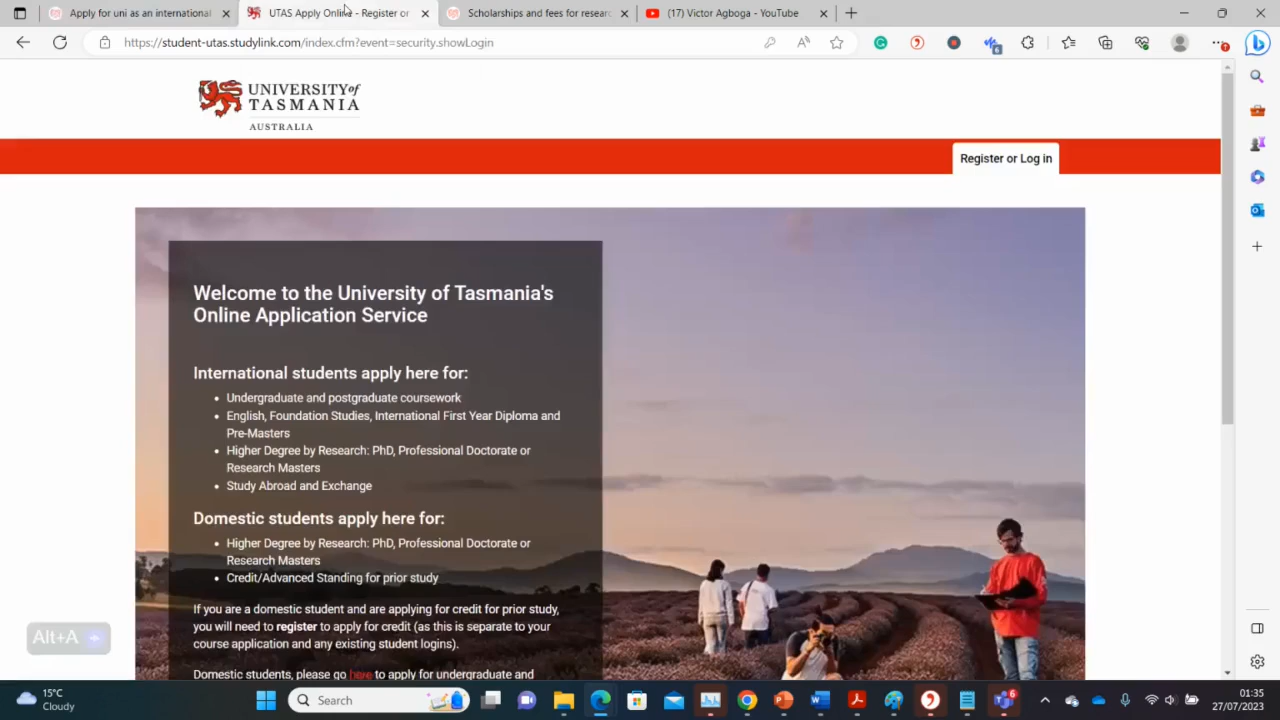 Apply for uni as an international
UTAS Apply Online - Register or
Scholarships and fees for resear
(17) Victor Agboga - YouTube
https://student-utas.studylink.com/index.cfm?event=security.showLogin
6
UNIVERSITY of
TASMANIA
AUSTRALIA
Register or Log in
Welcome to the University of Tasmania's
Online Application Service
International students apply here for:
• Undergraduate and postgraduate coursework
• English, Foundation Studies, International First Year Diploma and
Pre-Masters
• Higher Degree by Research: PhD, Professional Doctorate or
Research Masters
• Study Abroad and Exchange
Domestic students apply here for:
• Higher Degree by Research: PhD, Professional Doctorate or
Research Masters
• Credit/Advanced Standing for prior study
If you are a domestic student and are applying for credit for prior study,
you will need to register to apply for credit (as this is separate to your
course application and any existing student logins).
Domestic students, please go here to apply for undergraduate and
Alt+A
15°C
Cloudy
Search
6
01:35
27/07/2023